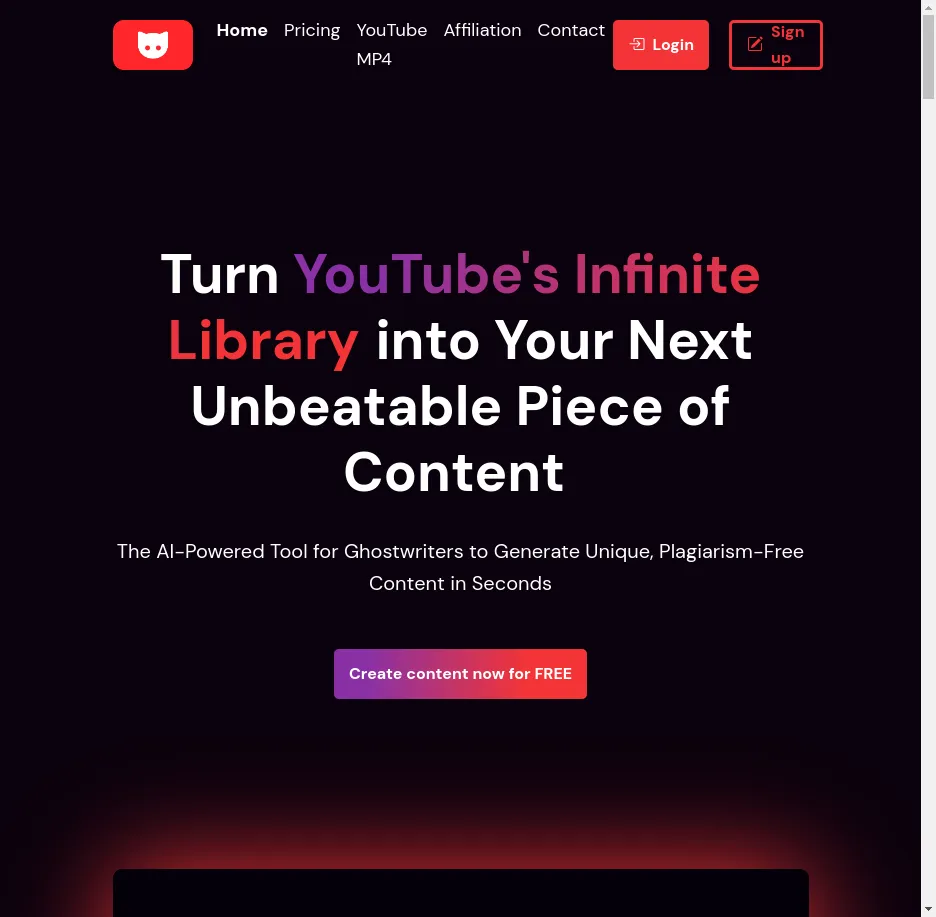 Home Pricing YouTube MP4 Affiliation Contact Login Sign up
Turn YouTube's Infinite
Library into Your Next
Unbeatable Piece of
Content
The AI-Powered Tool for Ghostwriters to Generate Unique, Plagiarism-Free
Content in Seconds
Create content now for FREE